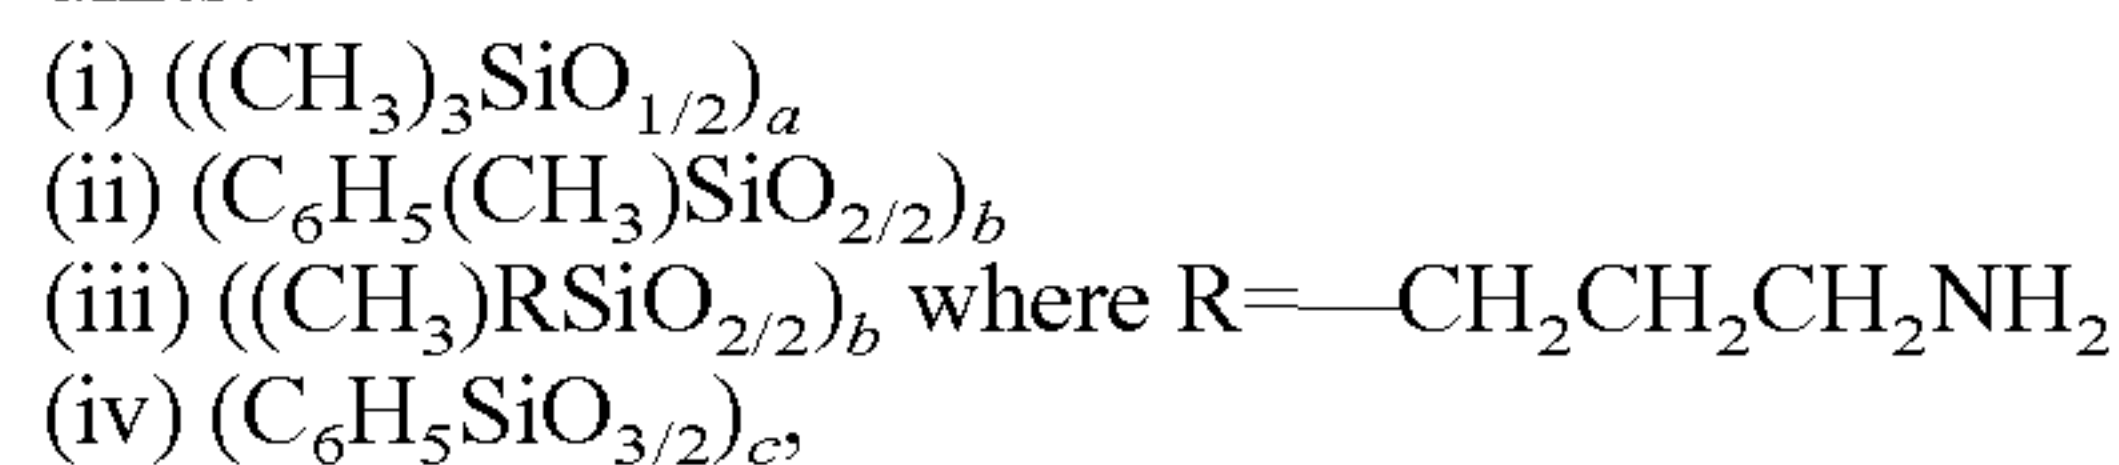 (i) ((CH₃)₃SiO₁/₂)ₐ
(ii) (C₆H₅(CH₃)SiO₂/₂)b
(iii) ((CH₃)RSiO₂/₂)b where R=—CH₂CH₂CH₂NH₂
(iv) (C₆H₅SiO₃/₂)c,